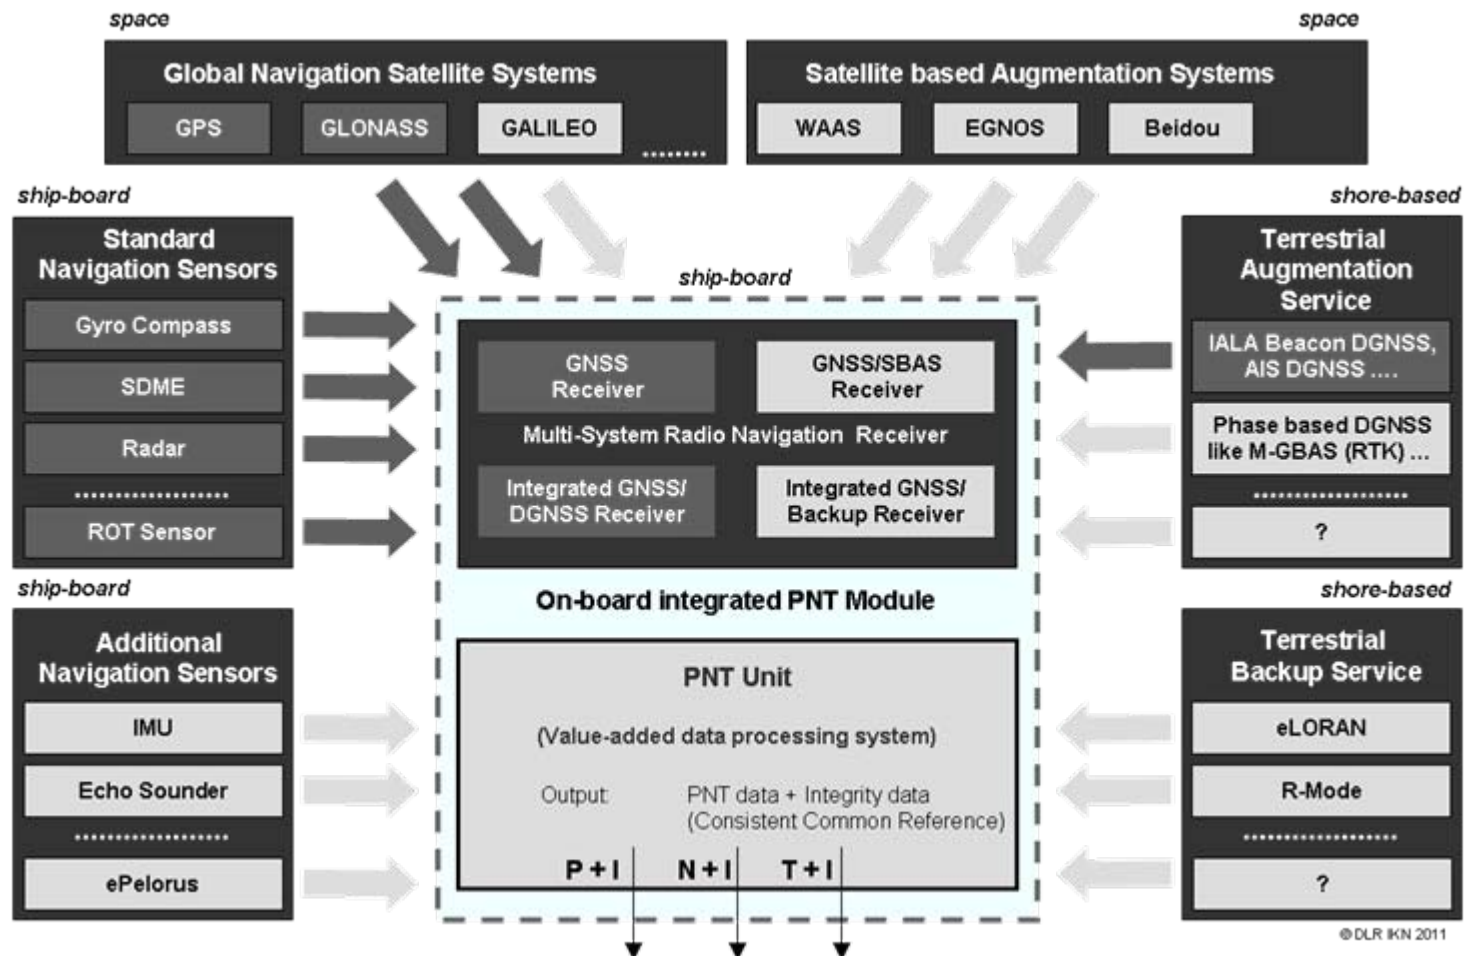 space
space
Global Navigation Satellite Systems
GPS
GLONASS
GALILEO
........
Satellite based Augmentation Systems
WAAS
EGNOS
Beidou
ship-board
Standard
Navigation Sensors
Gyro Compass
SDME
Radar
...................
ROT Sensor
ship-board
GNSS
Receiver
GNSS/SBAS
Receiver
Multi-System Radio Navigation Receiver
Integrated GNSS/
DGNSS Receiver
Integrated GNSS/
Backup Receiver
On-board integrated PNT Module
PNT Unit
(Value-added data processing system)
Output:
PNT data + Integrity data
(Consistent Common Reference)
P + I
N + I
T + I
shore-based
Terrestrial
Augmentation
Service
IALA Beacon DGNSS,
AIS DGNSS ....
Phase based DGNSS
like M-GBAS (RTK) ...
...................
?
ship-board
Additional
Navigation Sensors
IMU
Echo Sounder
...................
ePelorus
shore-based
Terrestrial
Backup Service
eLORAN
R-Mode
...................
?
© DLR IKN 2011